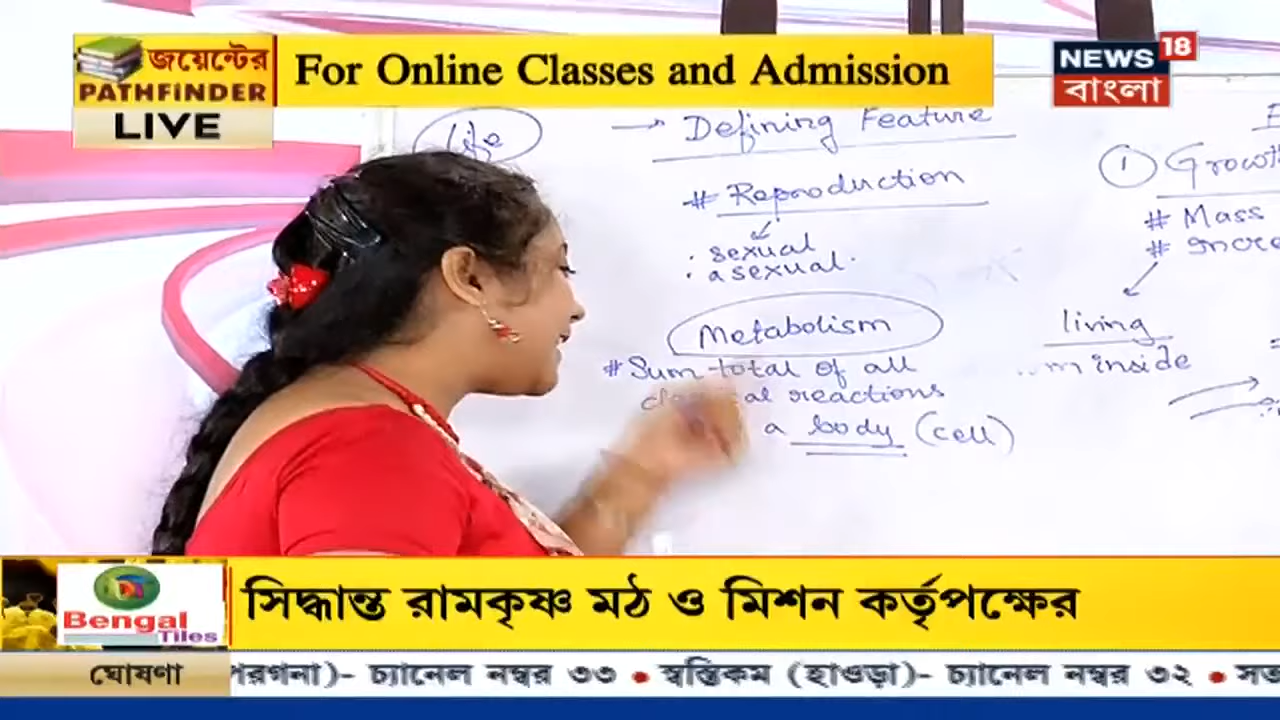 জয়েন্টের
PATHFINDER
LIVE
For Online Classes and Admission
NEWS 18
বাংলা
Life
→ Defining Feature
# Reproduction
. sexual
. asexual.
Metabolism
# Sum-total of all
al reactions
a body (cell)
① Growth
# Mass
# Incre
living
inside
Bengal
Tiles
সিদ্ধান্ত রামকৃষ্ণ মঠ ও মিশন কর্তৃপক্ষের
ঘোষণা
পরগনা)- চ্যানেল নম্বর ৩৩ • স্বস্তিকম (হাওড়া)- চ্যানেল নম্বর ৩২ •